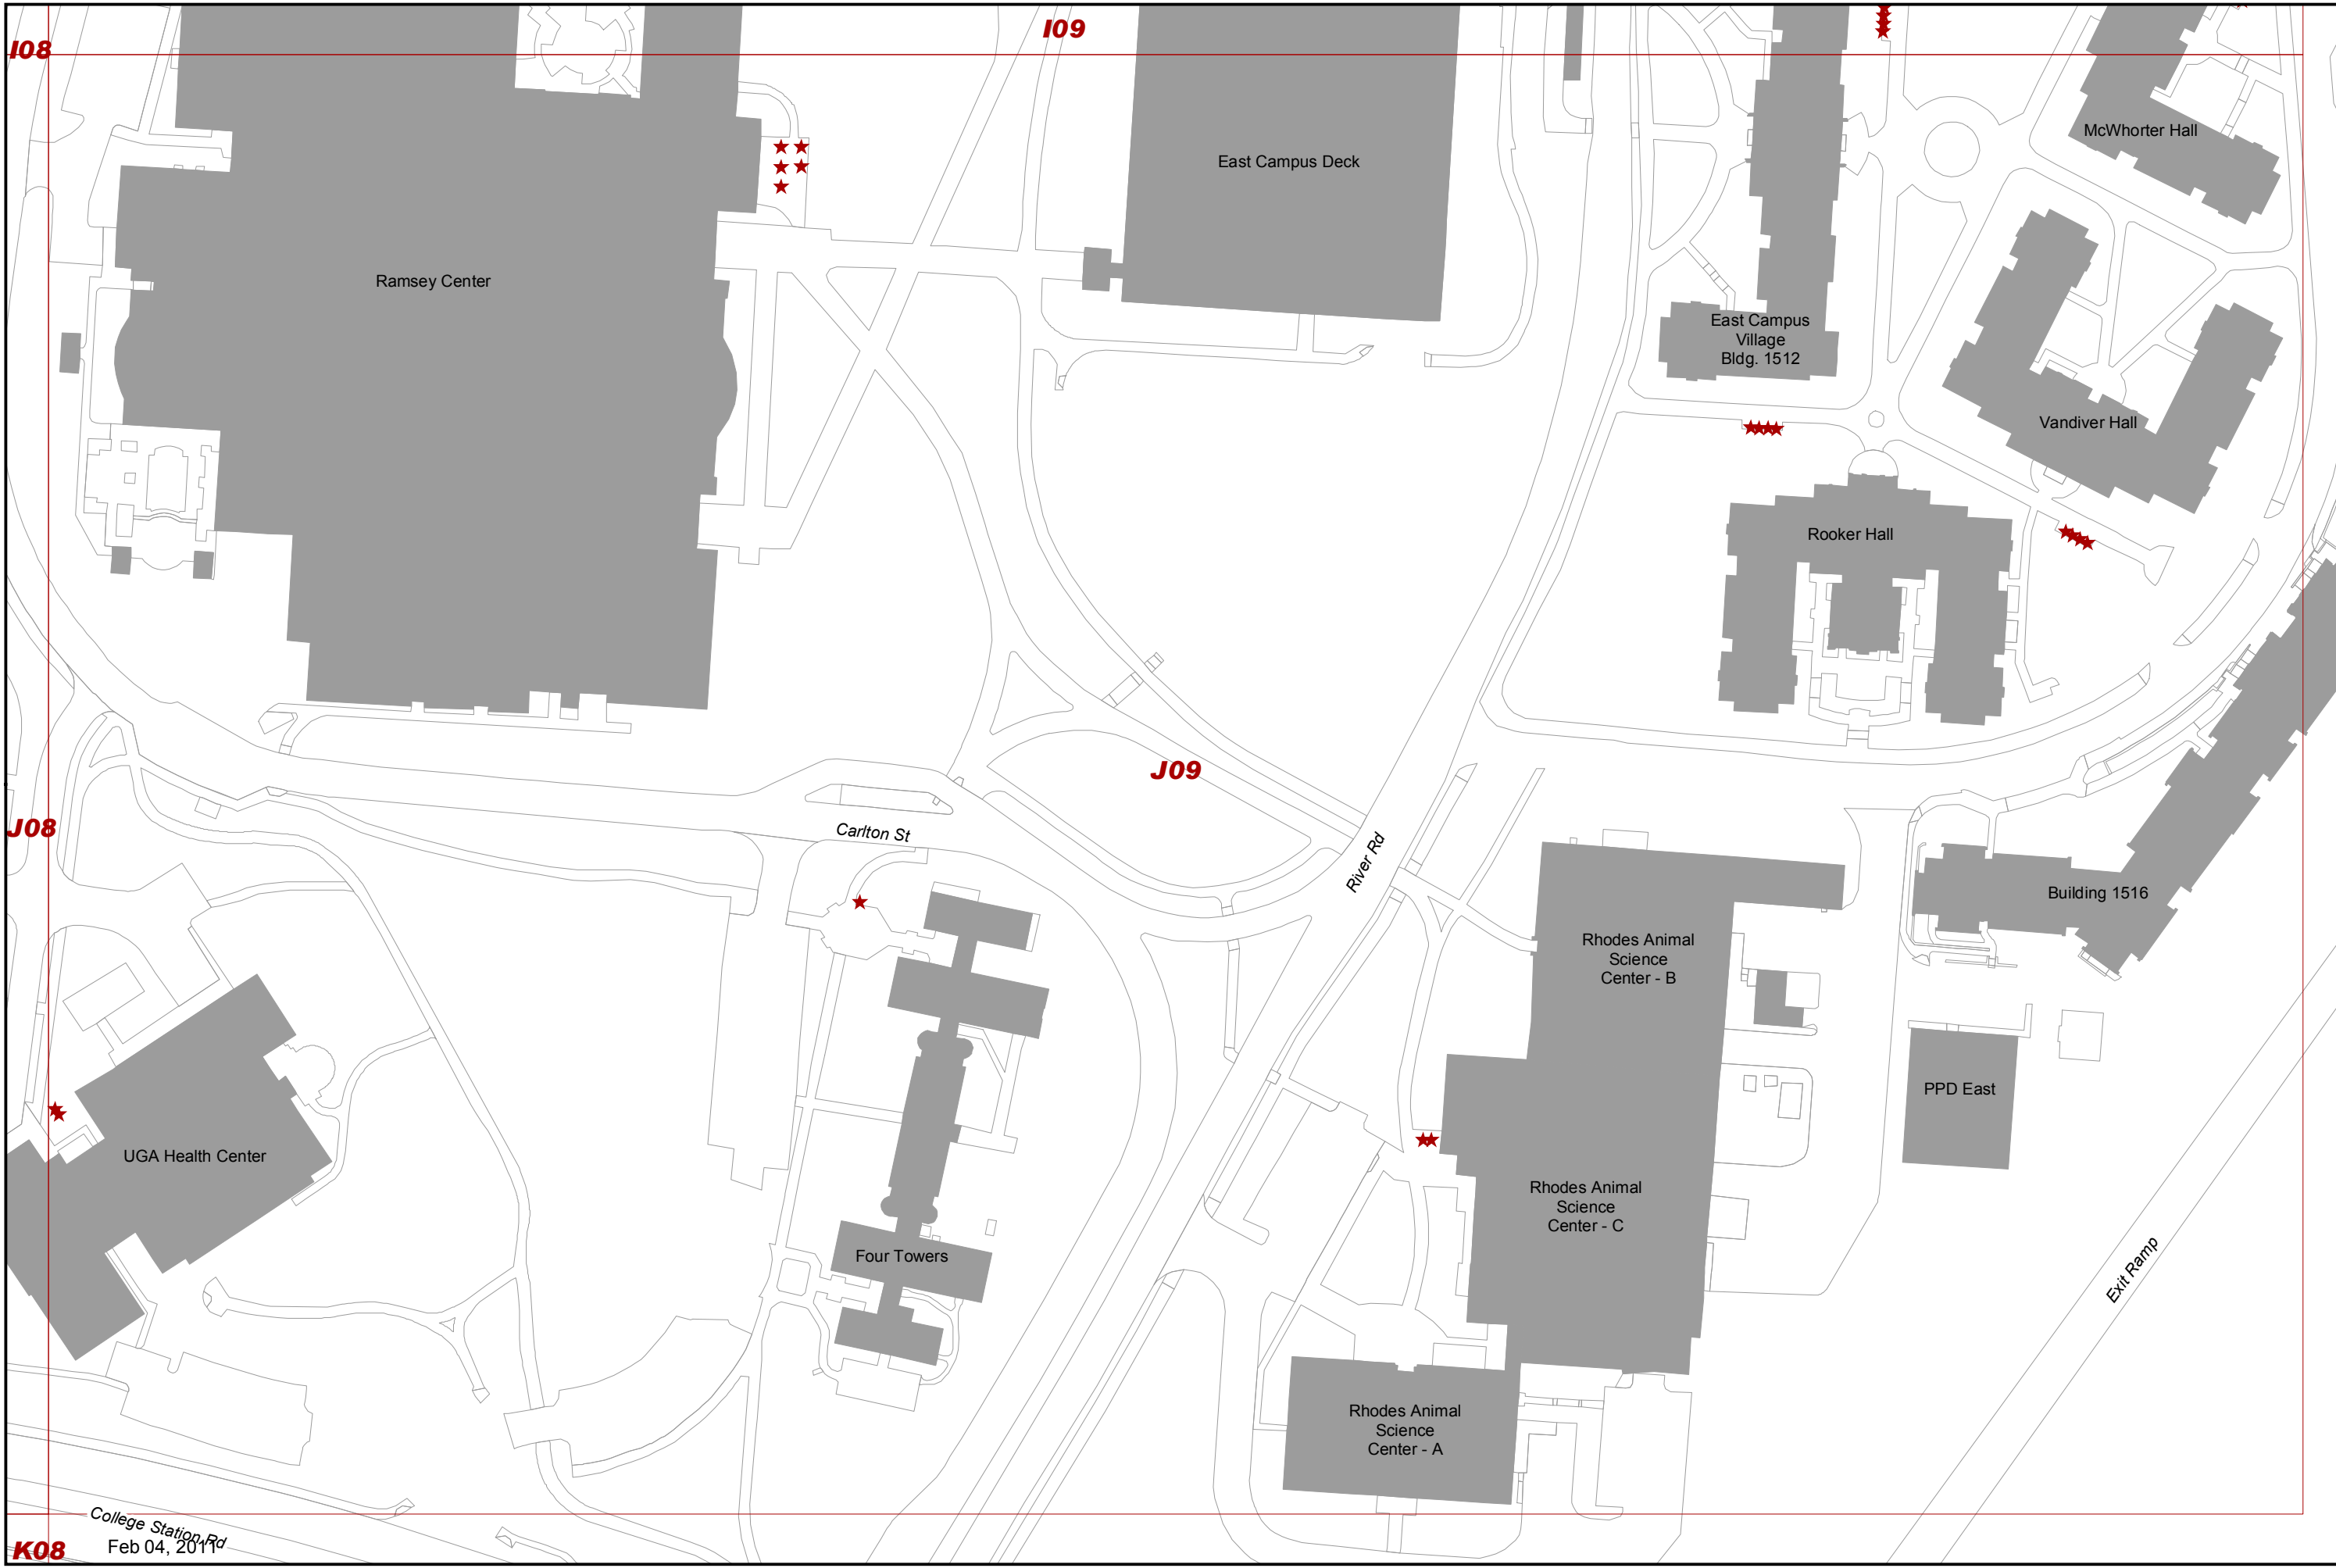 I08
I09
McWhorter Hall
East Campus Deck
Ramsey Center
East Campus
Village
Bldg. 1512
Vandiver Hall
Rooker Hall
J09
J08
Carlton St
River Rd
Building 1516
Rhodes Animal
Science
Center - B
PPD East
UGA Health Center
Rhodes Animal
Science
Center - C
Four Towers
Exit Ramp
Rhodes Animal
Science
Center - A
College Station Rd
Feb 04, 2011
K08